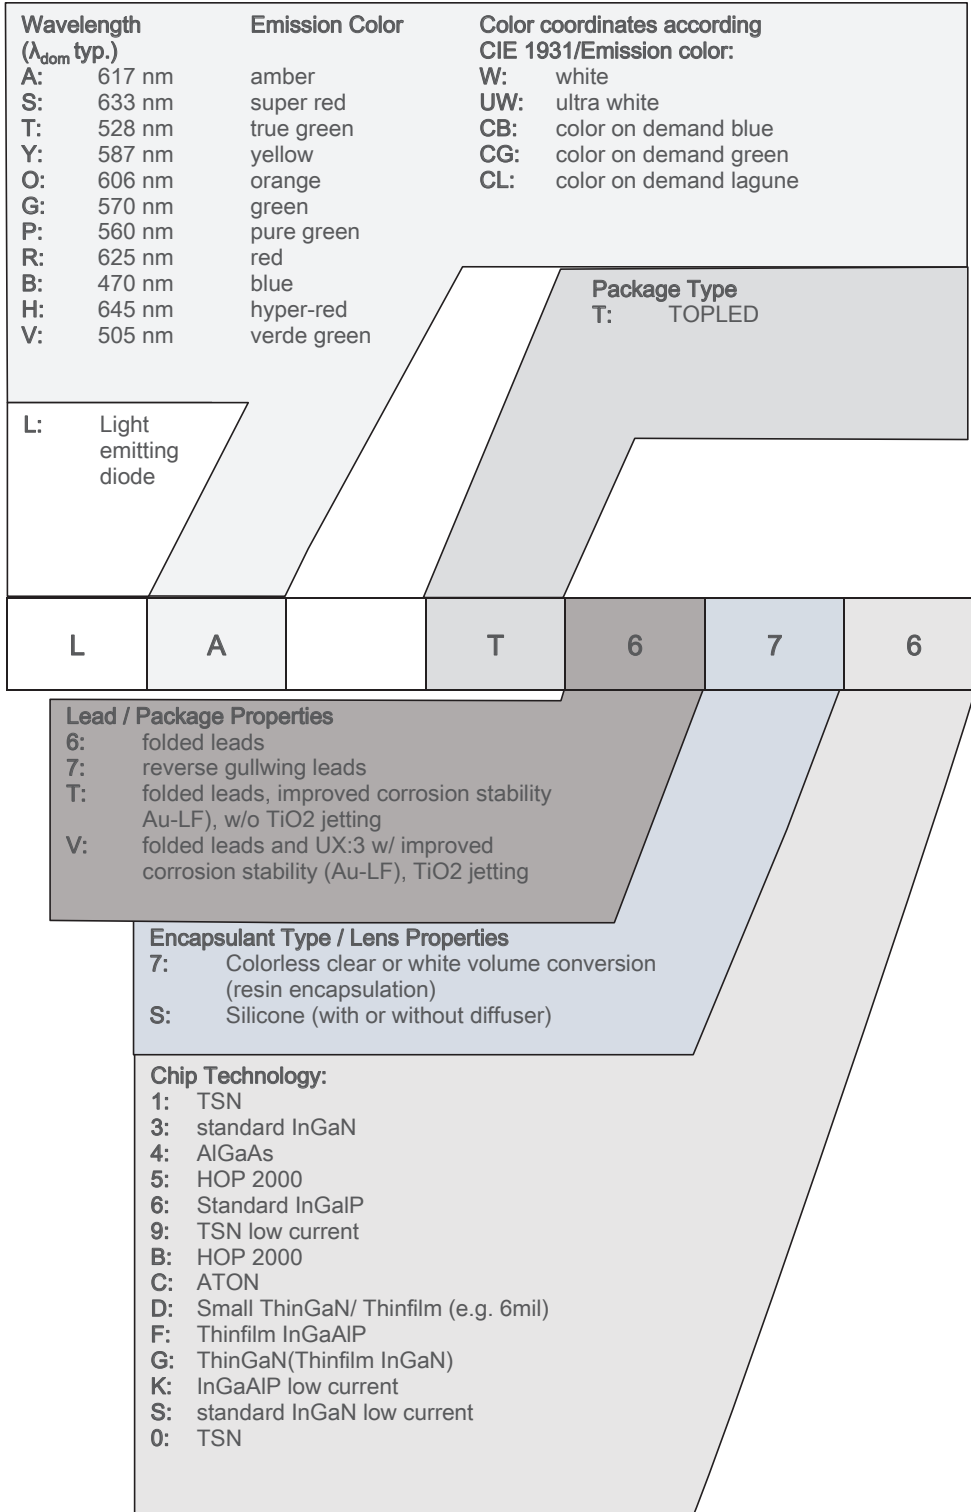 Wavelength Emission Color Color coordinates according
(λdom typ.) CIE 1931/Emission color:
A: 617 nm amber W: white
S: 633 nm super red UW: ultra white
T: 528 nm true green CB: color on demand blue
Y: 587 nm yellow CG: color on demand green
O: 606 nm orange CL: color on demand lagune
G: 570 nm green
P: 560 nm pure green
R: 625 nm red
B: 470 nm blue
H: 645 nm hyper-red
V: 505 nm verde green
Package Type
T: TOPLED
L: Light
emitting
diode
L A T 6 7 6
Lead / Package Properties
6: folded leads
7: reverse gullwing leads
T: folded leads, improved corrosion stability
Au-LF), w/o TiO2 jetting
V: folded leads and UX:3 w/ improved
corrosion stability (Au-LF), TiO2 jetting
Encapsulant Type / Lens Properties
7: Colorless clear or white volume conversion
(resin encapsulation)
S: Silicone (with or without diffuser)
Chip Technology:
1: TSN
3: standard InGaN
4: AlGaAs
5: HOP 2000
6: Standard InGalP
9: TSN low current
B: HOP 2000
C: ATON
D: Small ThinGaN/ Thinfilm (e.g. 6mil)
F: Thinfilm InGaAlP
G: ThinGaN(Thinfilm InGaN)
K: InGaAlP low current
S: standard InGaN low current
0: TSN